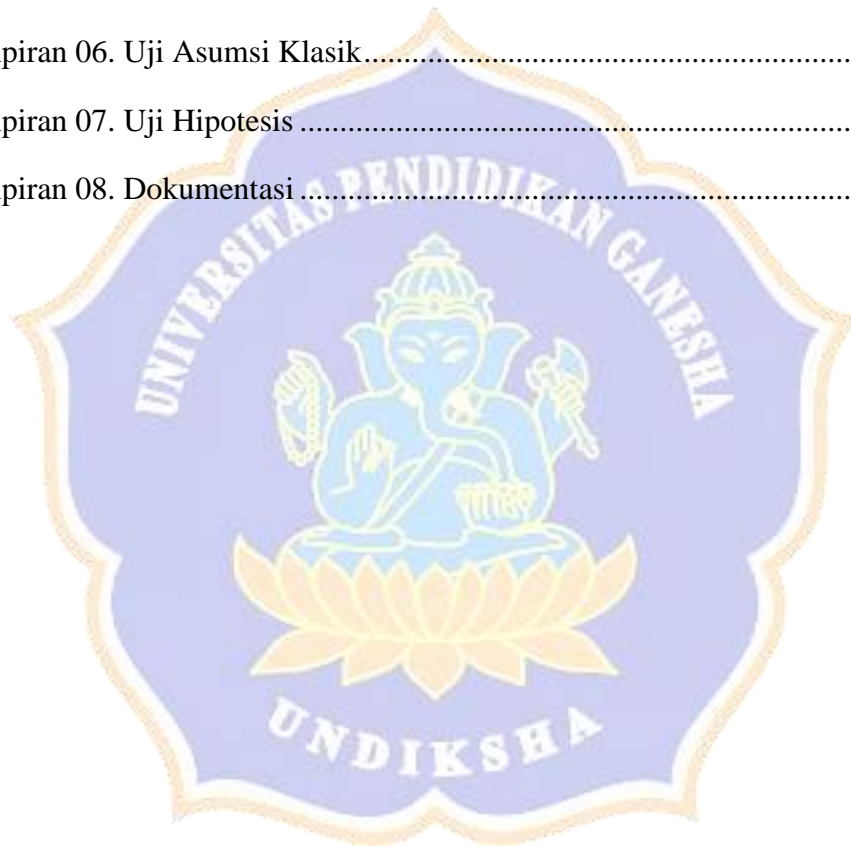 piran 06. Uji Asumsi Klasik.............................................................
piran 07. Uji Hipotesis .....................................................................
piran 08. Dokumentasi .....................................................................
UNIVERSITAS PENDIDIKAN GANESHA
UNDIKSHA